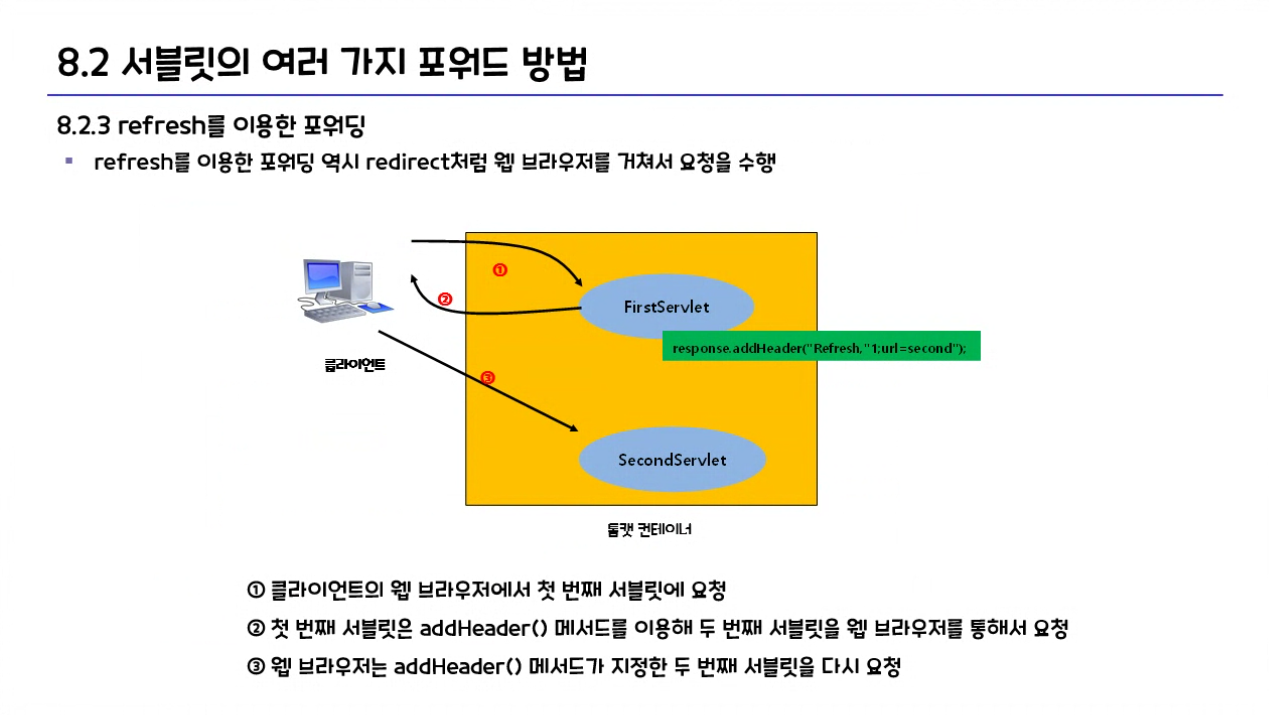 8.2 서블릿의 여러 가지 포워드 방법
8.2.3 refresh를 이용한 포워딩
▪ refresh를 이용한 포워딩 역시 redirect처럼 웹 브라우저를 거쳐서 요청을 수행
①
②
FirstServlet
response.addHeader("Refresh,"1;url=second");
클라이언트
③
SecondServlet
톰캣 컨테이너
① 클라이언트의 웹 브라우저에서 첫 번째 서블릿에 요청
② 첫 번째 서블릿은 addHeader() 메서드를 이용해 두 번째 서블릿을 웹 브라우저를 통해서 요청
③ 웹 브라우저는 addHeader() 메서드가 지정한 두 번째 서블릿을 다시 요청